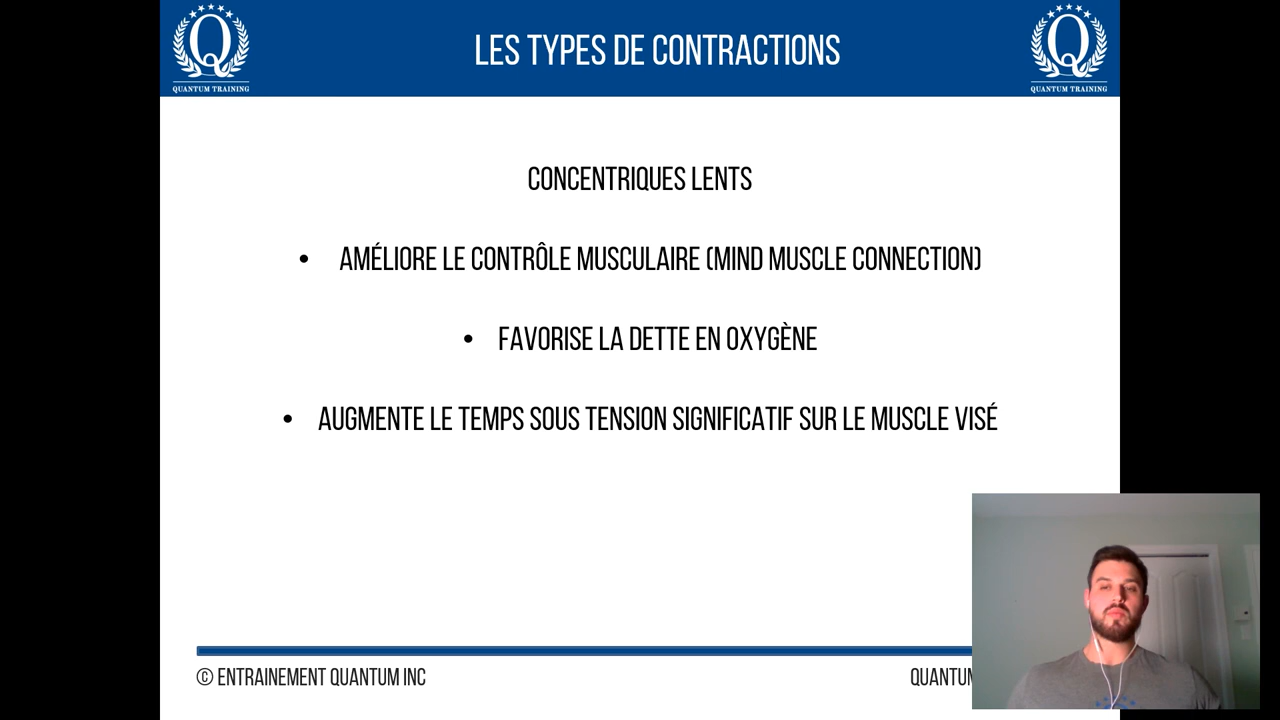 Q
QUANTUM TRAINING
LES TYPES DE CONTRACTIONS
Q
QUANTUM TRAINING
CONCENTRIQUES LENTS
• AMÉLIORE LE CONTRÔLE MUSCULAIRE (MIND MUSCLE CONNECTION)
• FAVORISE LA DETTE EN OXYGÈNE
• AUGMENTE LE TEMPS SOUS TENSION SIGNIFICATIF SUR LE MUSCLE VISÉ
© ENTRAINEMENT QUANTUM INC